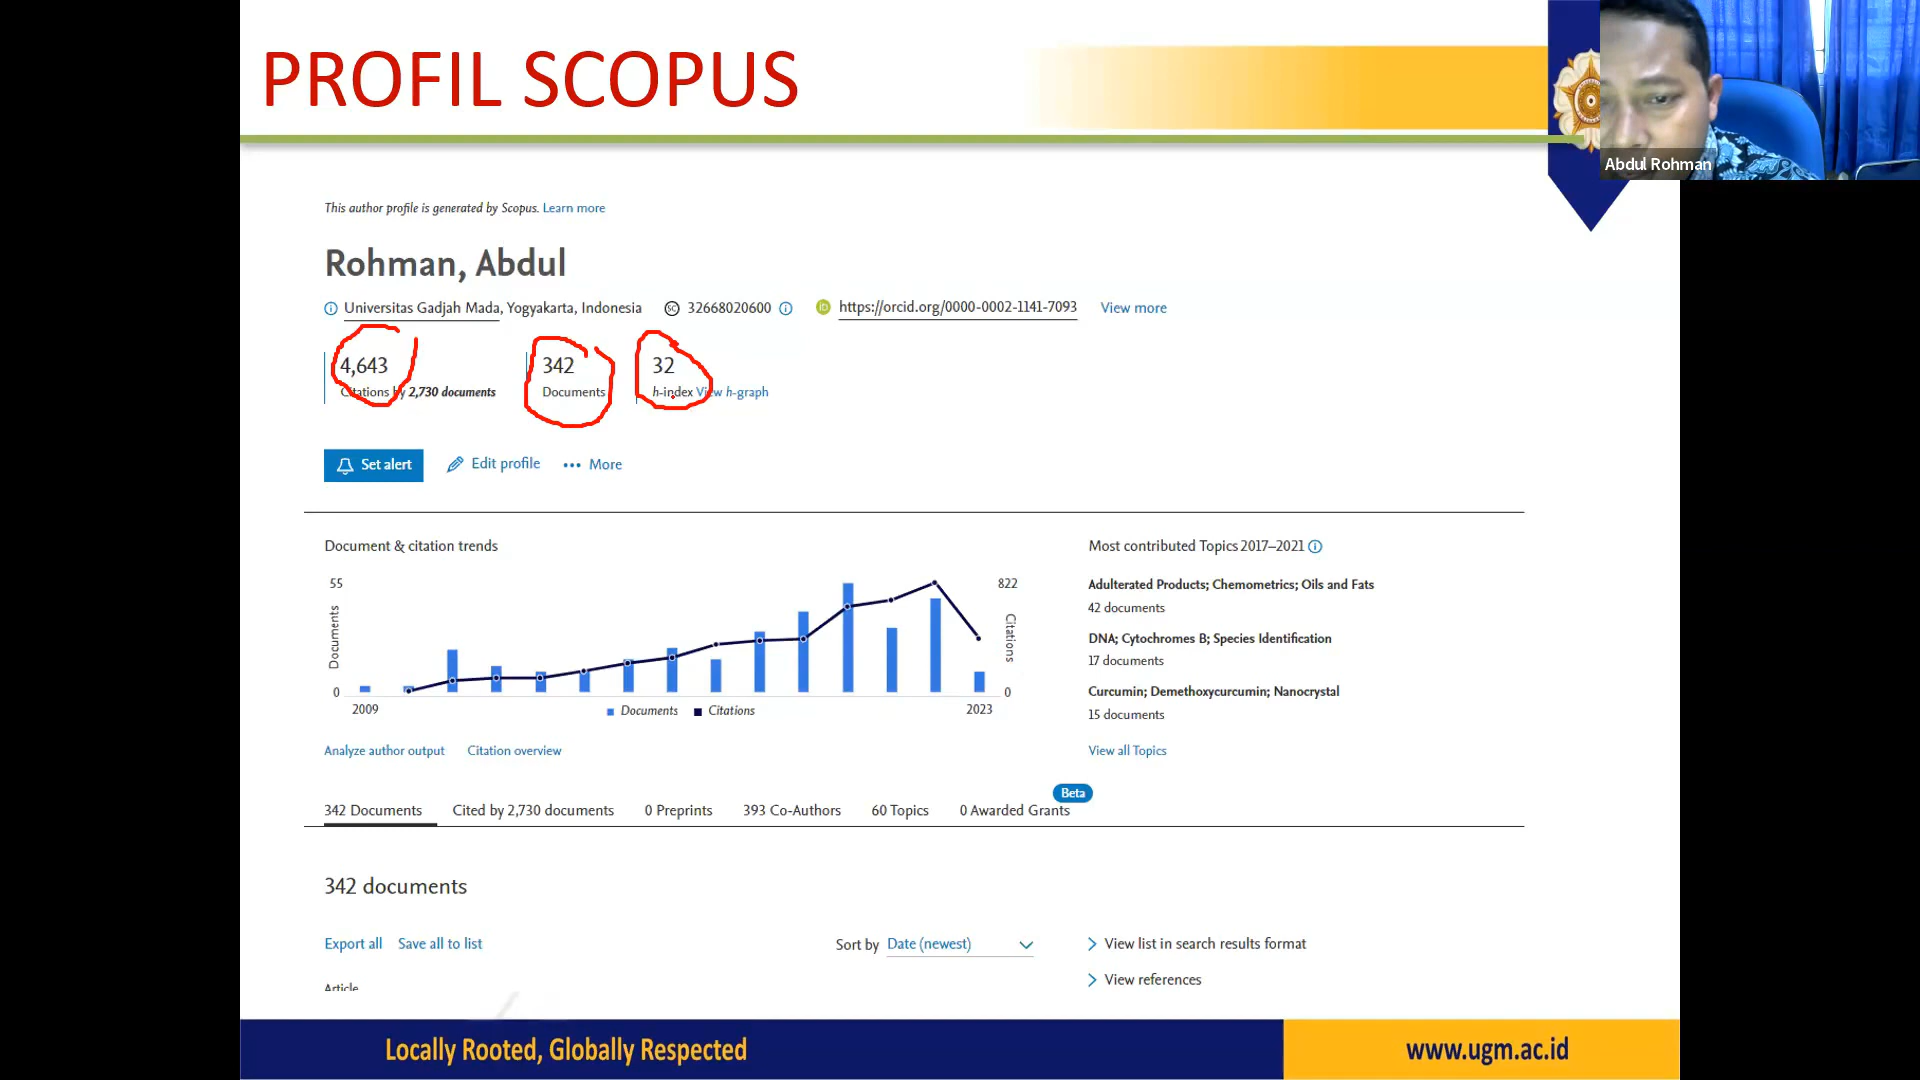 PROFIL SCOPUS
Abdul Rohman
This author profile is generated by Scopus. Learn more
Rohman, Abdul
Universitas Gadjah Mada, Yogyakarta, Indonesia SC 32668020600 iD https://orcid.org/0000-0002-1141-7093 View more
4,643 342 32
Citations by 2,730 documents Documents h-index View h-graph
Set alert Edit profile More
Document & citation trends
55 822
Documents
Citations
0 0
2009 2023
Documents Citations
Analyze author output Citation overview
Most contributed Topics 2017–2021
Adulterated Products; Chemometrics; Oils and Fats
42 documents
DNA; Cytochromes B; Species Identification
17 documents
Curcumin; Demethoxycurcumin; Nanocrystal
15 documents
View all Topics
Beta
342 Documents Cited by 2,730 documents 0 Preprints 393 Co-Authors 60 Topics 0 Awarded Grants
342 documents
Export all Save all to list Sort by Date (newest) View list in search results format
View references
Article
Locally Rooted, Globally Respected www.ugm.ac.id